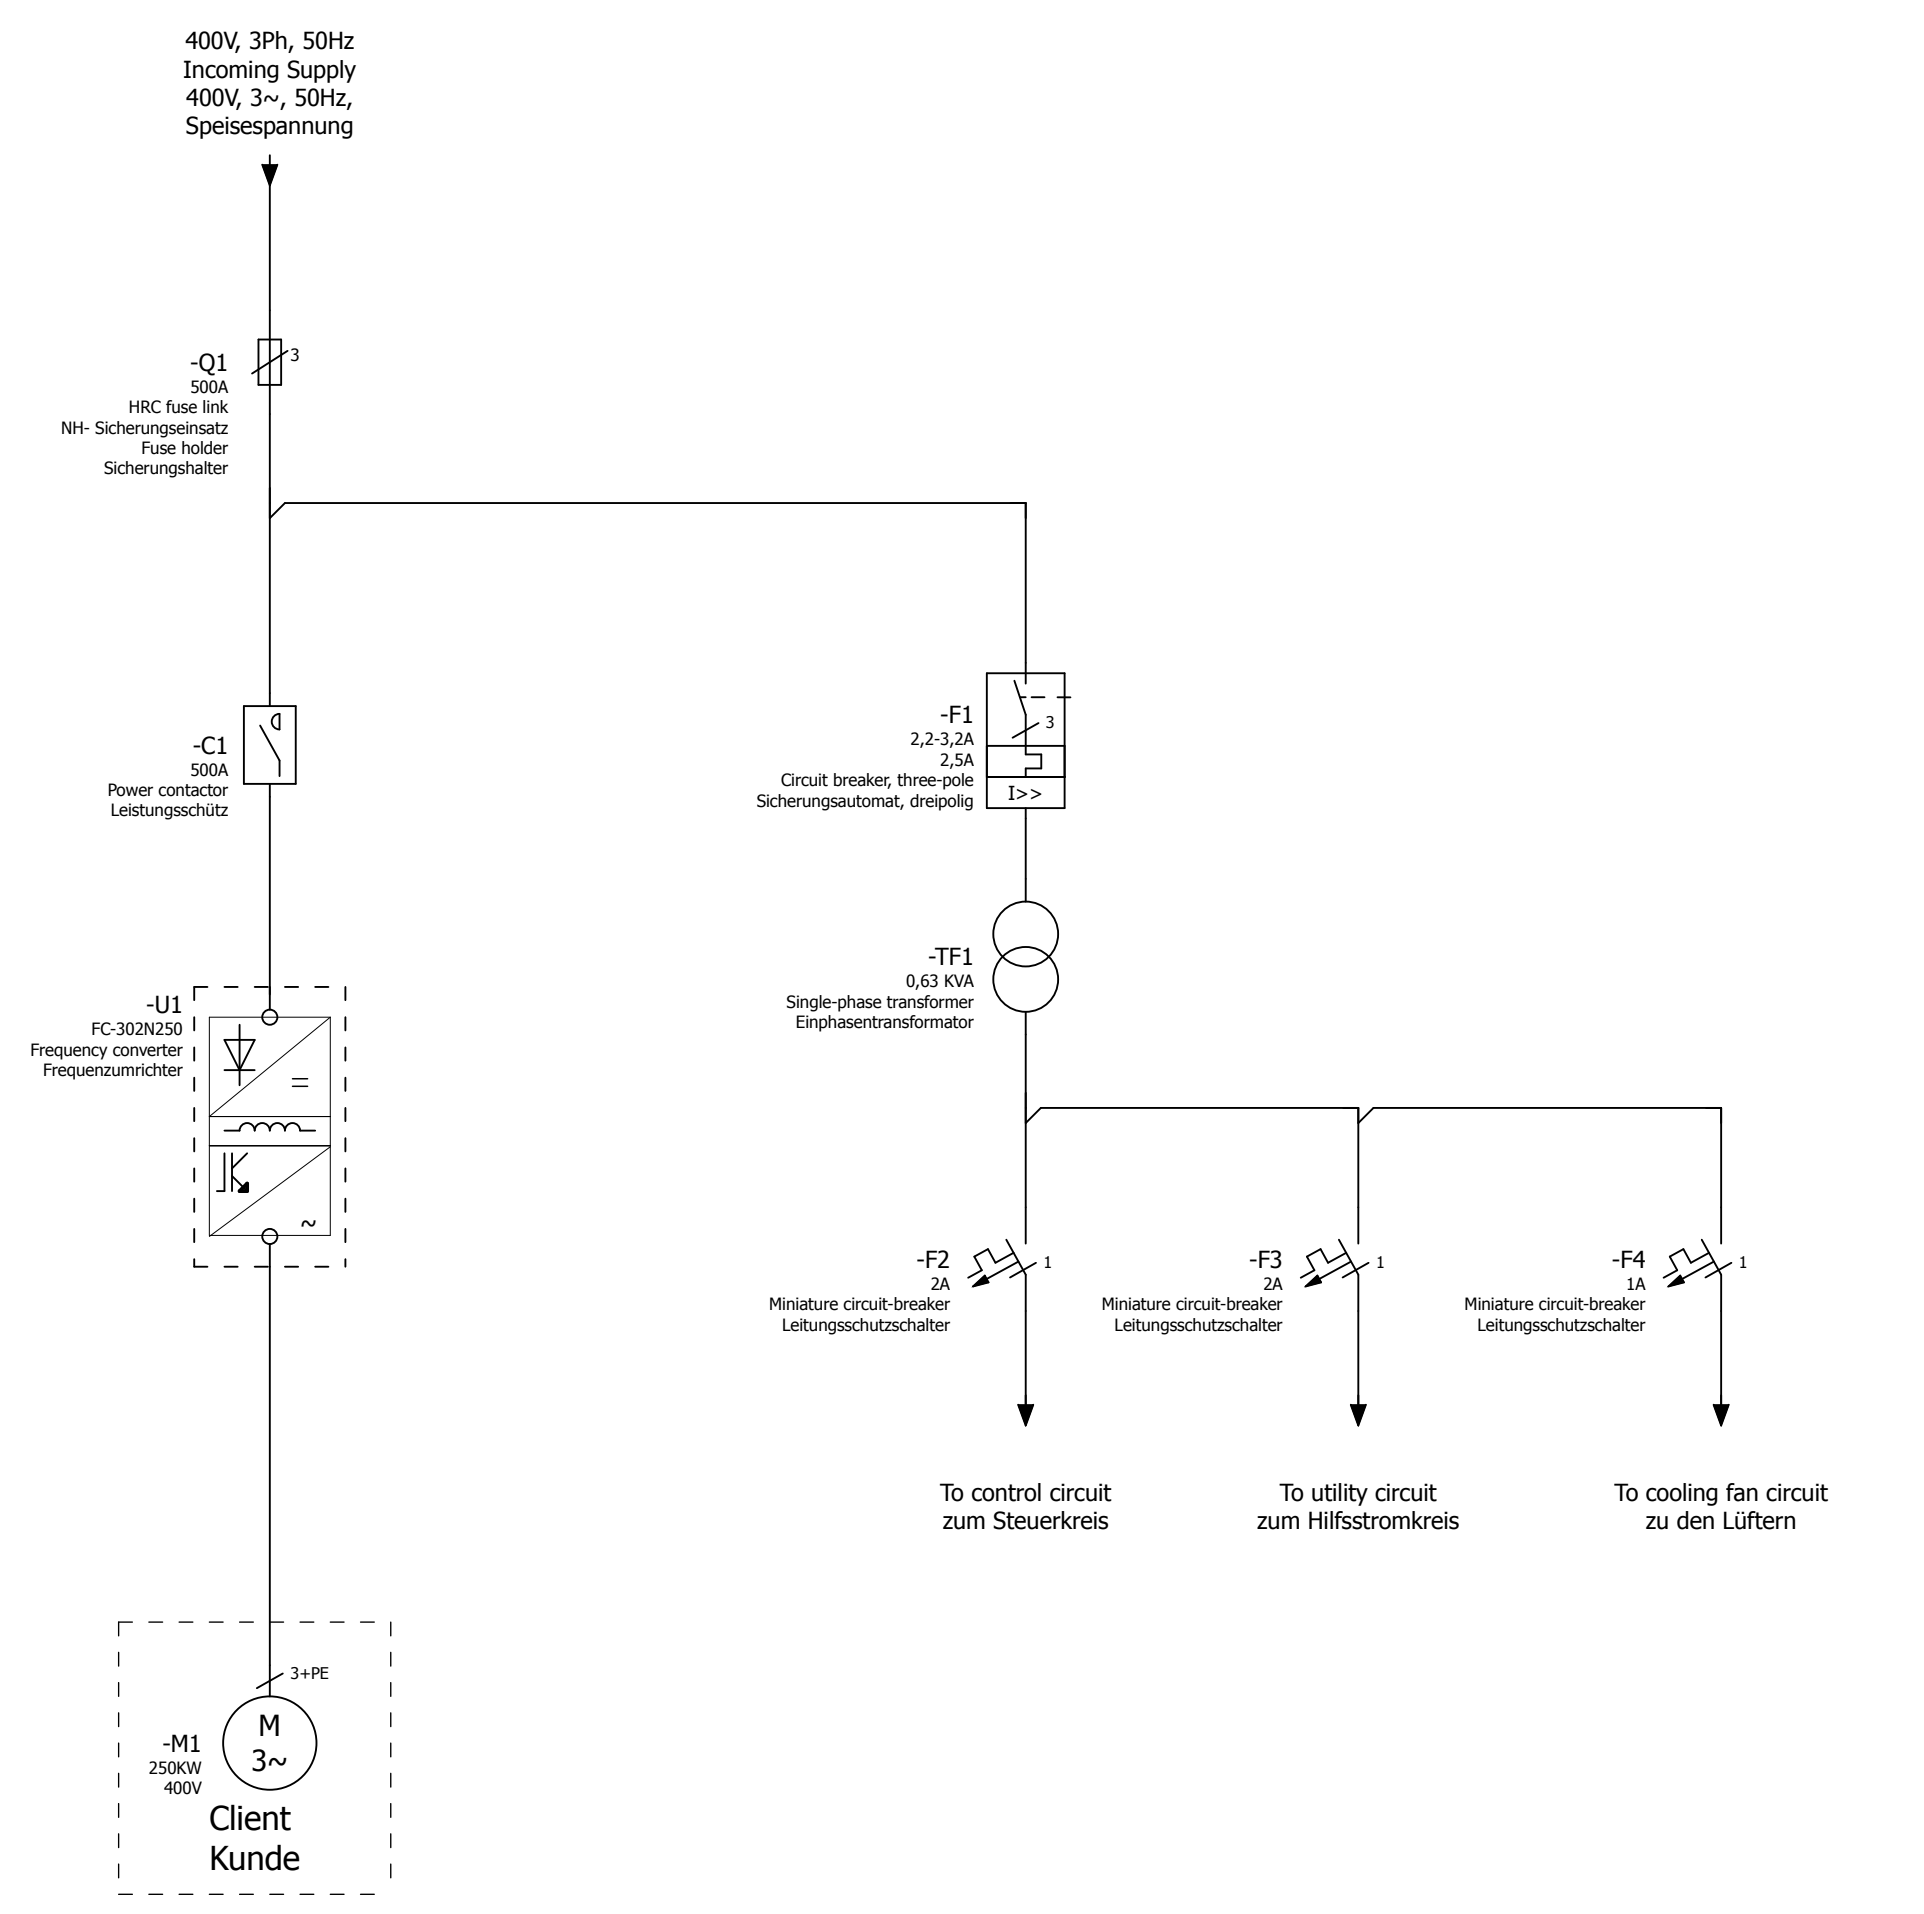 400V, 3Ph, 50Hz
Incoming Supply
400V, 3~, 50Hz,
Speisespannung
-Q1
500A
HRC fuse link
NH- Sicherungseinsatz
Fuse holder
Sicherungshalter
3
-C1
500A
Power contactor
Leistungsschütz
-F1
2,2-3,2A
2,5A
Circuit breaker, three-pole
Sicherungsautomat, dreipolig
3
I>>
-TF1
0,63 KVA
Single-phase transformer
Einphasentransformator
-U1
FC-302N250
Frequency converter
Frequenzumrichter
=
~
-F2
2A
Miniature circuit-breaker
Leitungsschutzschalter
1
-F3
2A
Miniature circuit-breaker
Leitungsschutzschalter
1
-F4
1A
Miniature circuit-breaker
Leitungsschutzschalter
1
To control circuit
zum Steuerkreis
To utility circuit
zum Hilfsstromkreis
To cooling fan circuit
zu den Lüftern
3+PE
-M1
250KW
400V
M
3~
Client
Kunde